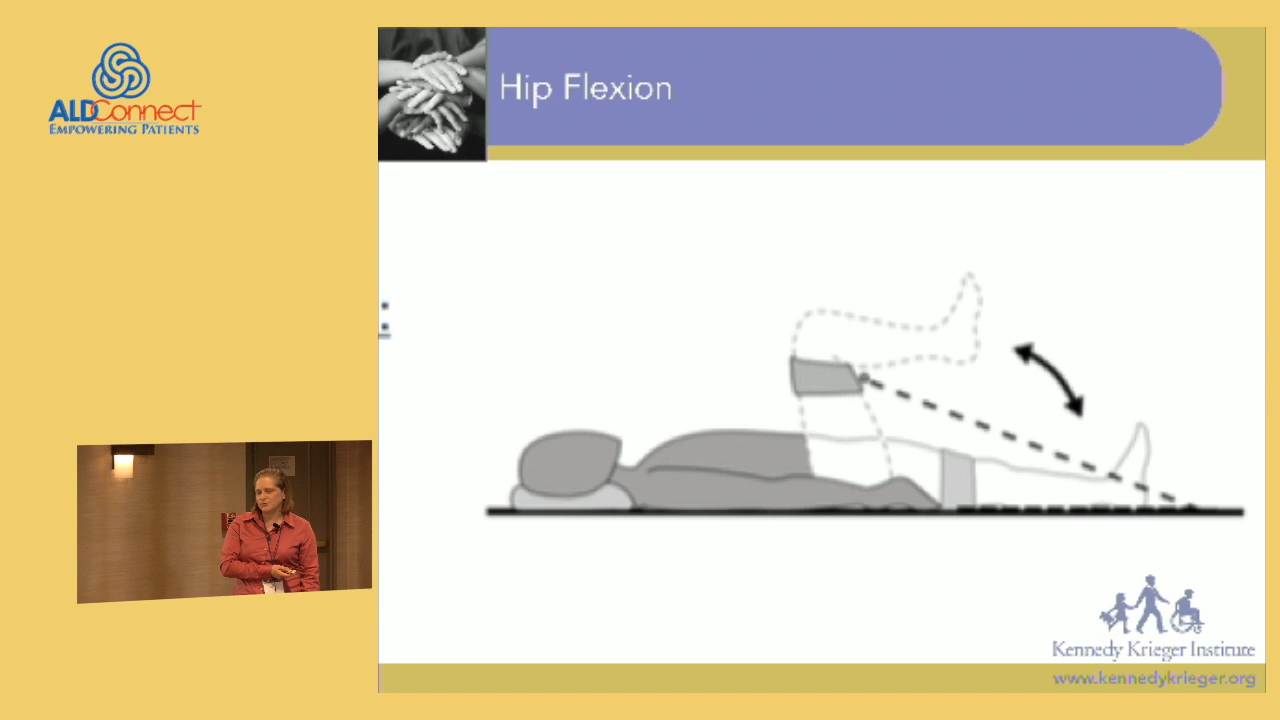 ALDConnect
EMPOWERING PATIENTS
Hip Flexion
:
Kennedy Krieger Institute
www.kennedykrieger.org